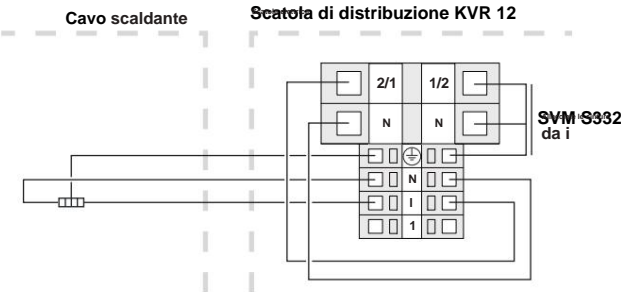 Cavo scaldante
Scatola di distribuzione KVR 12
2/1 1/2
N N
SVM S332
da i
N
I
1